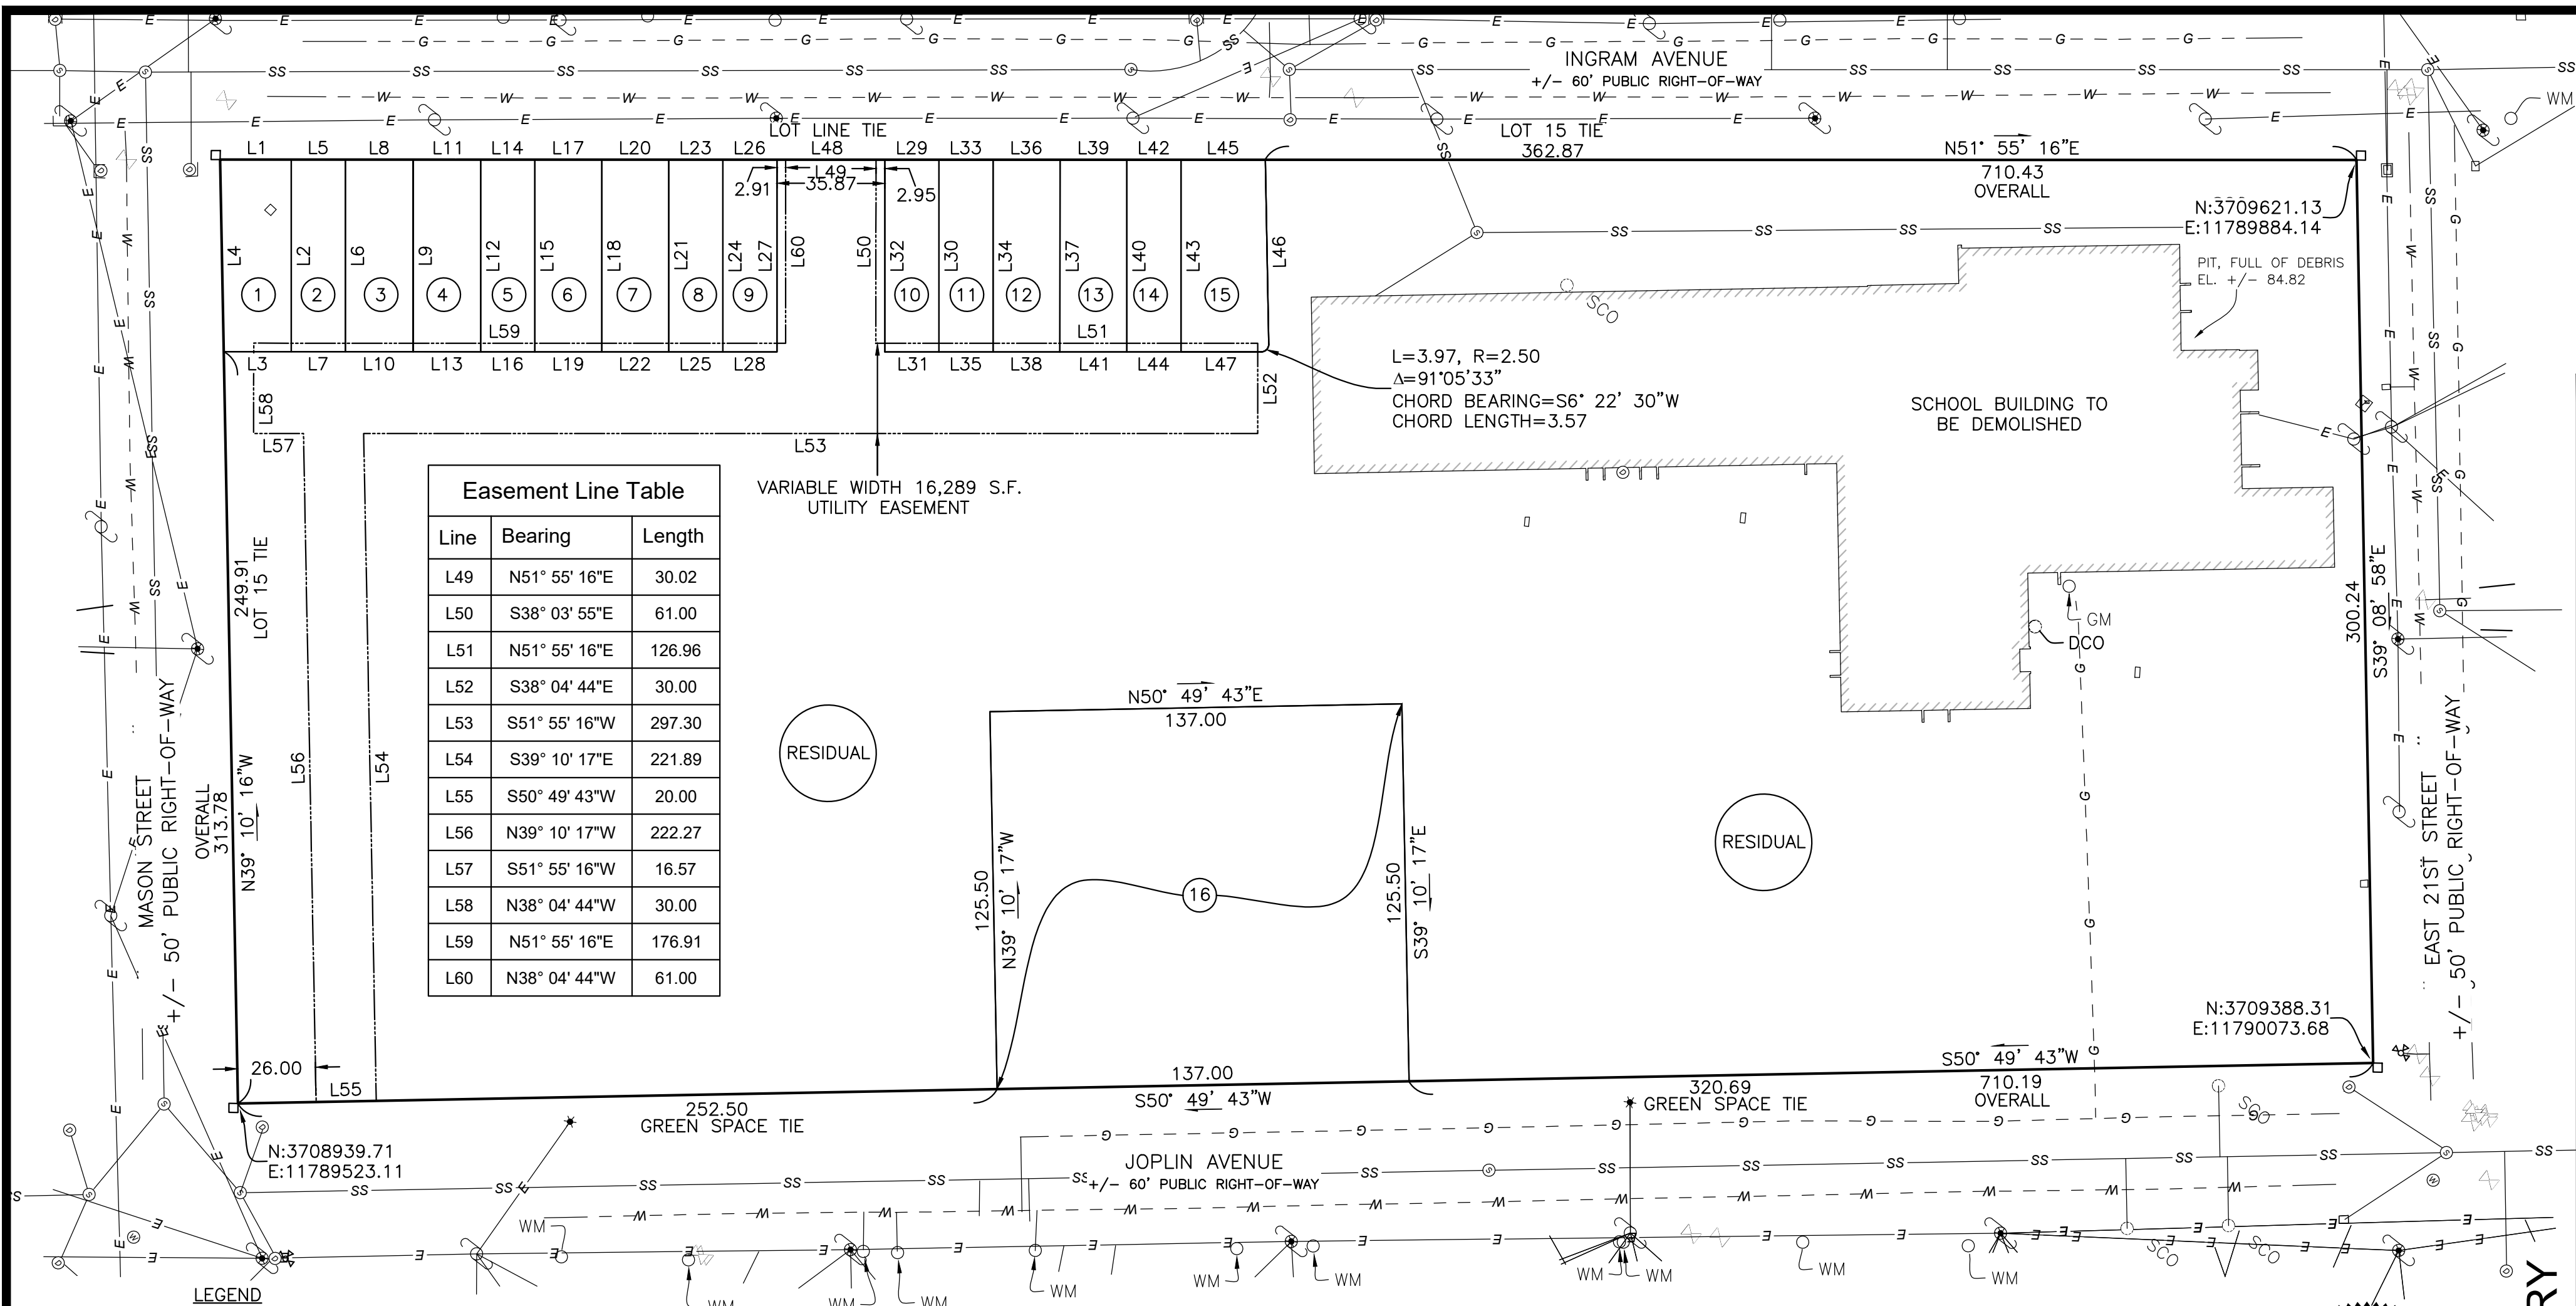 INGRAM AVENUE
+/- 60' PUBLIC RIGHT-OF-WAY
WM
LOT LINE TIE
LOT 15 TIE
L1 L5 L8 L11 L14 L17 L20 L23 L26 L48 L29 L33 L36 L39 L42 L45
362.87
N51° 55' 16"E
710.43
OVERALL
L49
2.91
35.87
2.95
N:3709621.13
E:11789884.14
L4 L2 L6 L9 L12 L15 L18 L21 L24 L27 L60 L50 L32 L30 L34 L37 L40 L43 L46
PIT, FULL OF DEBRIS
EL. +/- 84.82
1 2 3 4 5 6 7 8 9 10 11 12 13 14 15
SCO
L59
L51
L3 L7 L10 L13 L16 L19 L22 L25 L28 L31 L35 L38 L41 L44 L47
L=3.97, R=2.50
Δ=91°05'33"
CHORD BEARING=S6° 22' 30"W
CHORD LENGTH=3.57
L58
L52
SCHOOL BUILDING TO
BE DEMOLISHED
L57
L53
VARIABLE WIDTH 16,289 S.F.
UTILITY EASEMENT
Easement Line Table
Line Bearing Length
L49 N51° 55' 16"E 30.02
L50 S38° 03' 55"E 61.00
L51 N51° 55' 16"E 126.96
L52 S38° 04' 44"E 30.00
L53 S51° 55' 16"W 297.30
L54 S39° 10' 17"E 221.89
L55 S50° 49' 43"W 20.00
L56 N39° 10' 17"W 222.27
L57 S51° 55' 16"W 16.57
L58 N38° 04' 44"W 30.00
L59 N51° 55' 16"E 176.91
L60 N38° 04' 44"W 61.00
249.91
LOT 15 TIE
MASON STREET
+/- 50' PUBLIC RIGHT-OF-WAY
OVERALL
313.78
N39° 10' 16"W
L56
L54
RESIDUAL
N50° 49' 43"E
137.00
125.50
N39° 10' 17"W
16
125.50
S39° 10' 17"E
RESIDUAL
GM
DCO
300.24
S39° 08' 58"E
EAST 21ST STREET
+/- 50' PUBLIC RIGHT-OF-WAY
N:3709388.31
E:11790073.68
26.00
L55
252.50
GREEN SPACE TIE
137.00
S50° 49' 43"W
320.69
GREEN SPACE TIE
S50° 49' 43"W
710.19
OVERALL
N:3708939.71
E:11789523.11
JOPLIN AVENUE
+/- 60' PUBLIC RIGHT-OF-WAY
SCO
WM
SCO
SCO
WM WM WM WM WM WM WM WM WM
LEGEND
RY